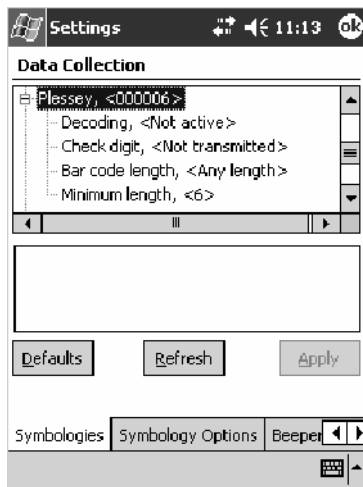 Settings 11:13 ok
Data Collection
Plessey, <000006>
Decoding, <Not active>
Check digit, <Not transmitted>
Bar code length, <Any length>
Minimum length, <6>
Defaults Refresh Apply
Symbologies Symbology Options Beeper